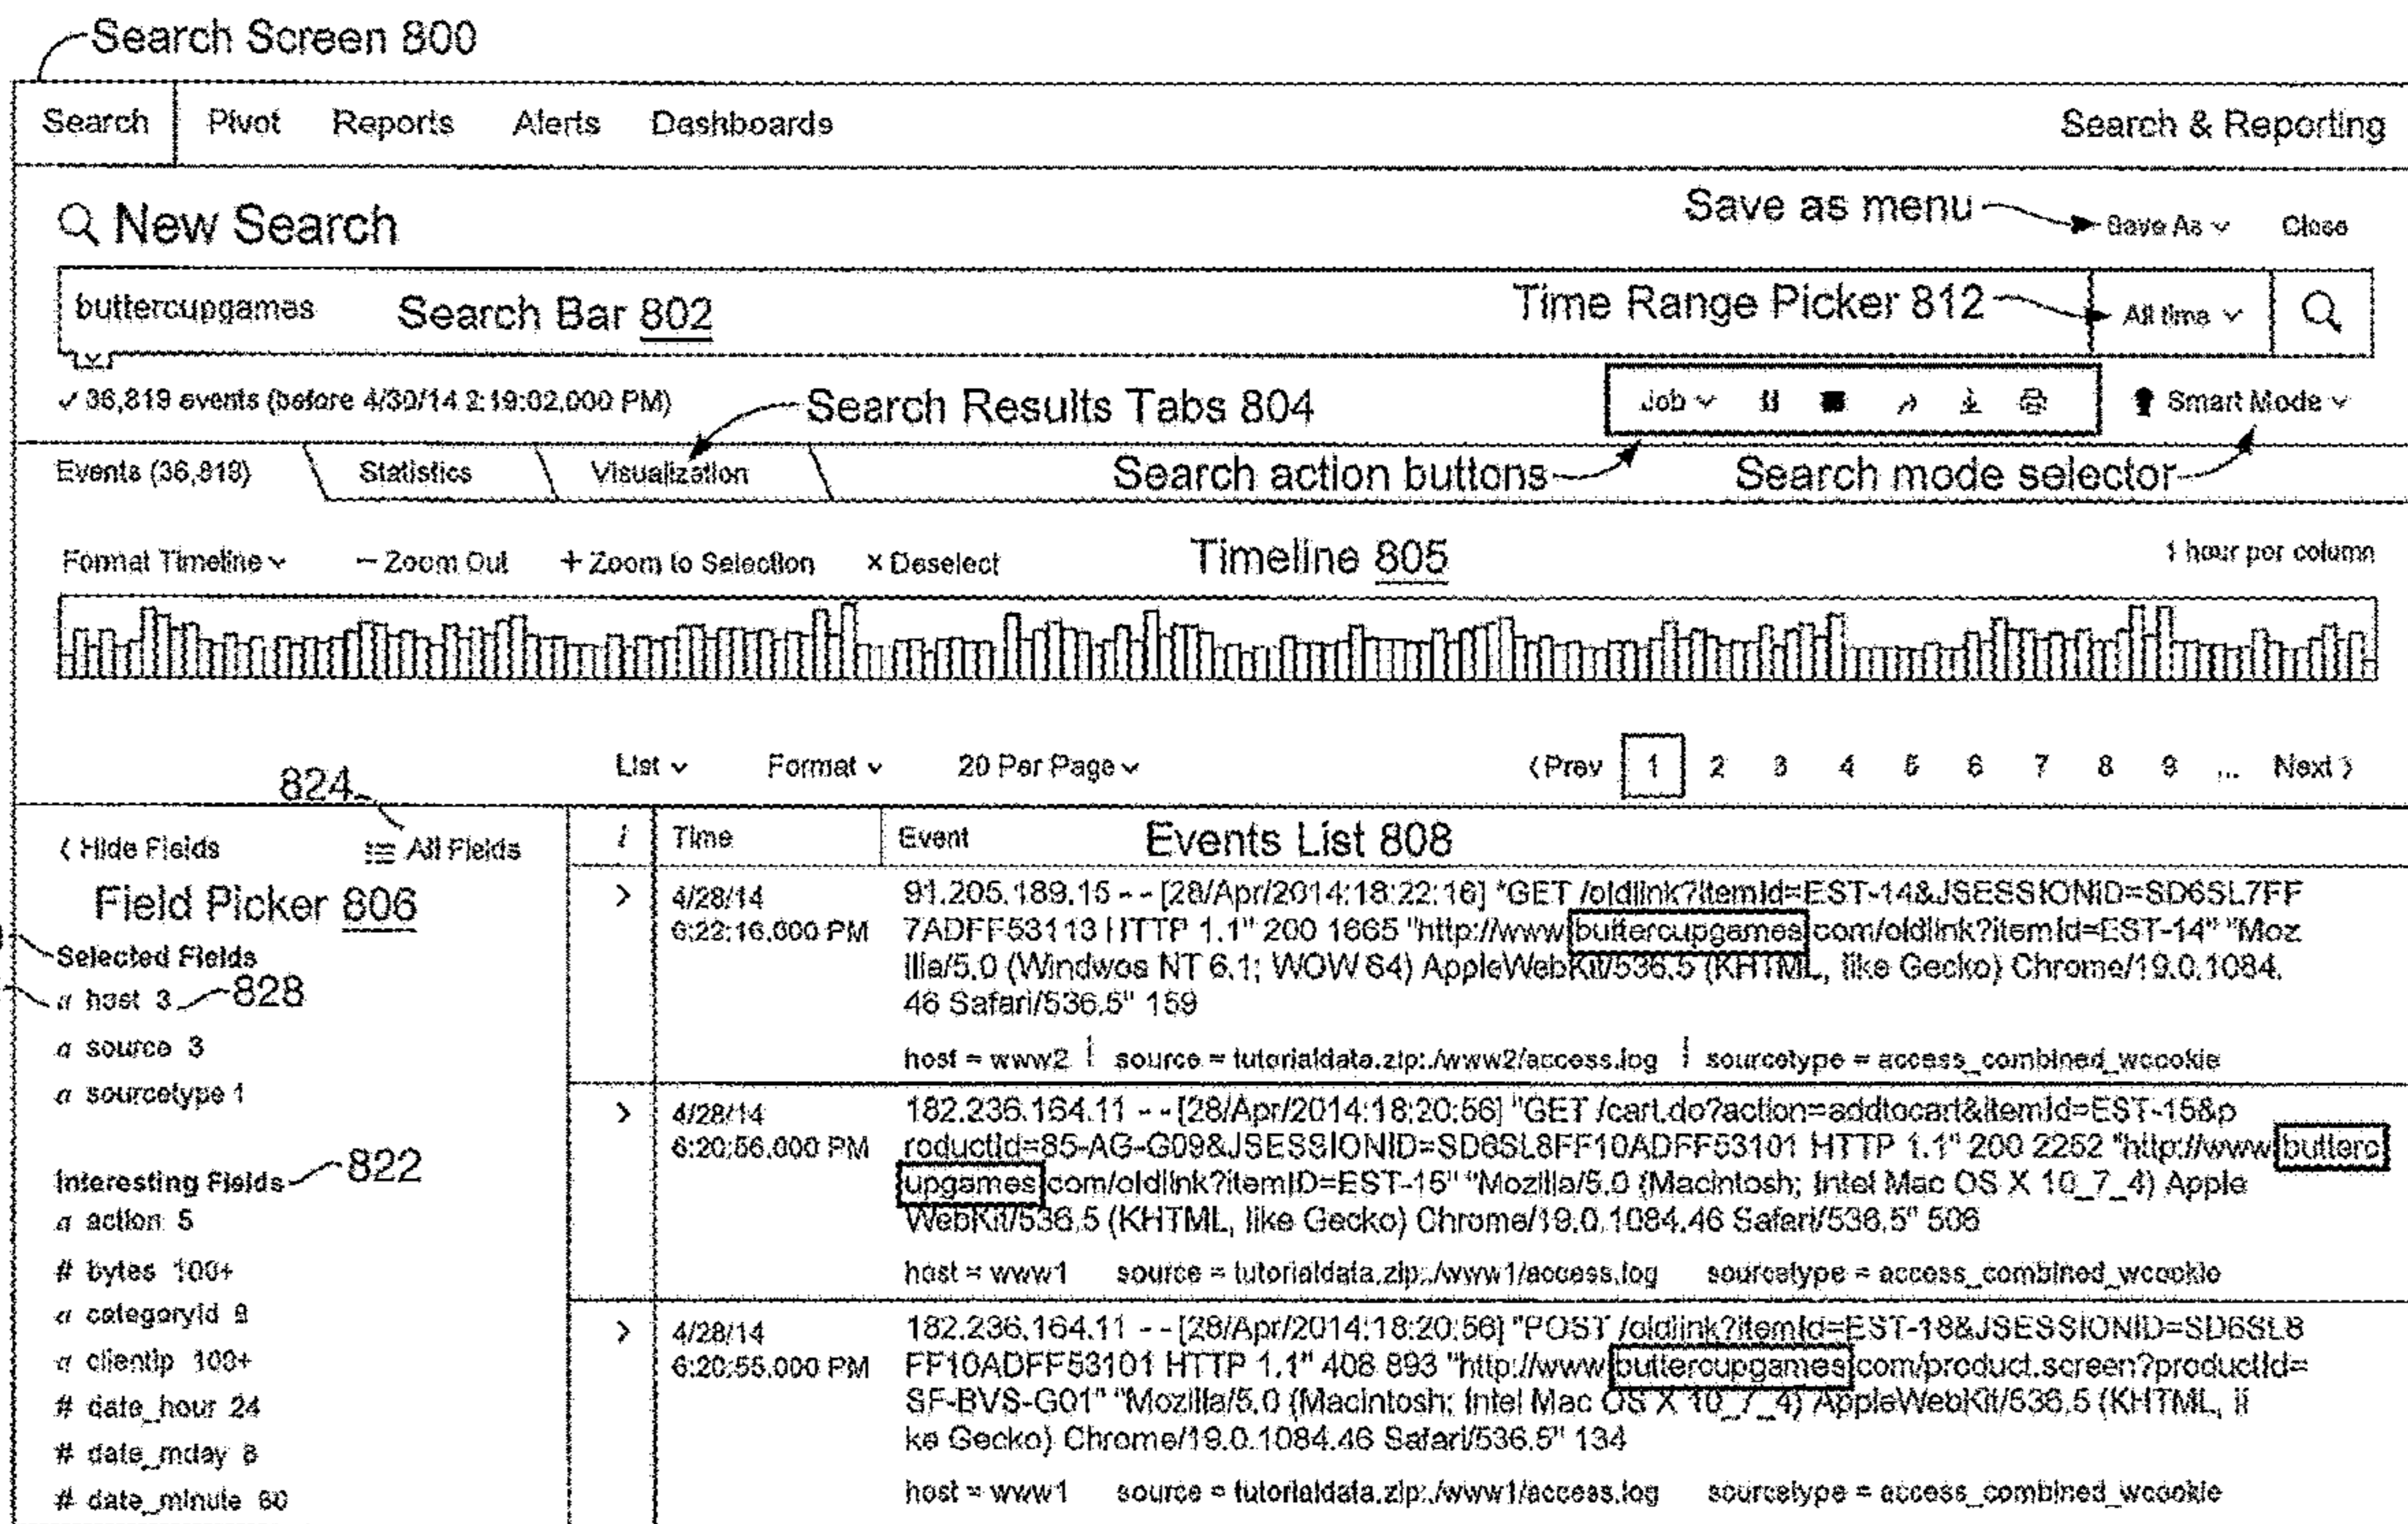 Search Screen 800
Search Pivot Reports Alerts Dashboards Search & Reporting
New Search Save as menu Save As Close
buttercupgames Search Bar 802 Time Range Picker 812 All time
36,819 events (before 4/30/14 2:19:02.000 PM) Search Results Tabs 804 Job Smart Mode
Events (36,819) Statistics Visualization Search action buttons Search mode selector
Format Timeline – Zoom Out + Zoom to Selection × Deselect Timeline 805 1 hour per column
List Format 20 Per Page < Prev 1 2 3 4 5 6 7 8 9 ... Next >
824
< Hide Fields All Fields
Field Picker 806
Selected Fields
a host 3 828
a source 3
a sourcetype 1
Interesting Fields 822
a action 5
# bytes 100+
a categoryId
a clientip 100+
# date_hour 24
# date_mday 8
# date_minute 60
i Time Event Events List 808
> 4/28/14
6:22:16.000 PM
91.205.189.15 - - [28/Apr/2014:18:22:16] "GET /oldlink?itemId=EST-14&JSESSIONID=SD6SL7FF
7ADFF53113 HTTP 1.1" 200 1665 "http://www.buttercupgames.com/oldlink?itemId=EST-14" "Moz
illa/5.0 (Windwos NT 6.1; WOW 64) AppleWebKit/536.5 (KHTML, like Gecko) Chrome/19.0.1084.
46 Safari/536.5" 159
host = www2 source = tutorialdata.zip:./www2/access.log sourcetype = access_combined_wcookie
> 4/28/14
6:20:56.000 PM
182.236.164.11 - - [28/Apr/2014:18:20:56] "GET /cart.do?action=addtocart&itemId=EST-15&p
roductId=85-AG-G09&JSESSIONID=SD6SL8FF10ADFF53101 HTTP 1.1" 200 2252 "http://www.butterc
upgames.com/oldlink?itemID=EST-15" "Mozilla/5.0 (Macintosh; Intel Mac OS X 10_7_4) Apple
WebKit/536.5 (KHTML, like Gecko) Chrome/19.0.1084.46 Safari/536.5" 506
host = www1 source = tutorialdata.zip:./www1/access.log sourcetype = access_combined_wcookie
> 4/28/14
6:20:55.000 PM
182.236.164.11 - - [28/Apr/2014:18:20:56] "POST /oldlink?itemId=EST-18&JSESSIONID=SD6SL8
FF10ADFF53101 HTTP 1.1" 408 893 "http://www.buttercupgames.com/product.screen?productId=
SF-BVS-G01" "Mozilla/5.0 (Macintosh; Intel Mac OS X 10_7_4) AppleWebKit/536.5 (KHTML, li
ke Gecko) Chrome/19.0.1084.46 Safari/536.5" 134
host = www1 source = tutorialdata.zip:./www1/access.log sourcetype = access_combined_wcookie